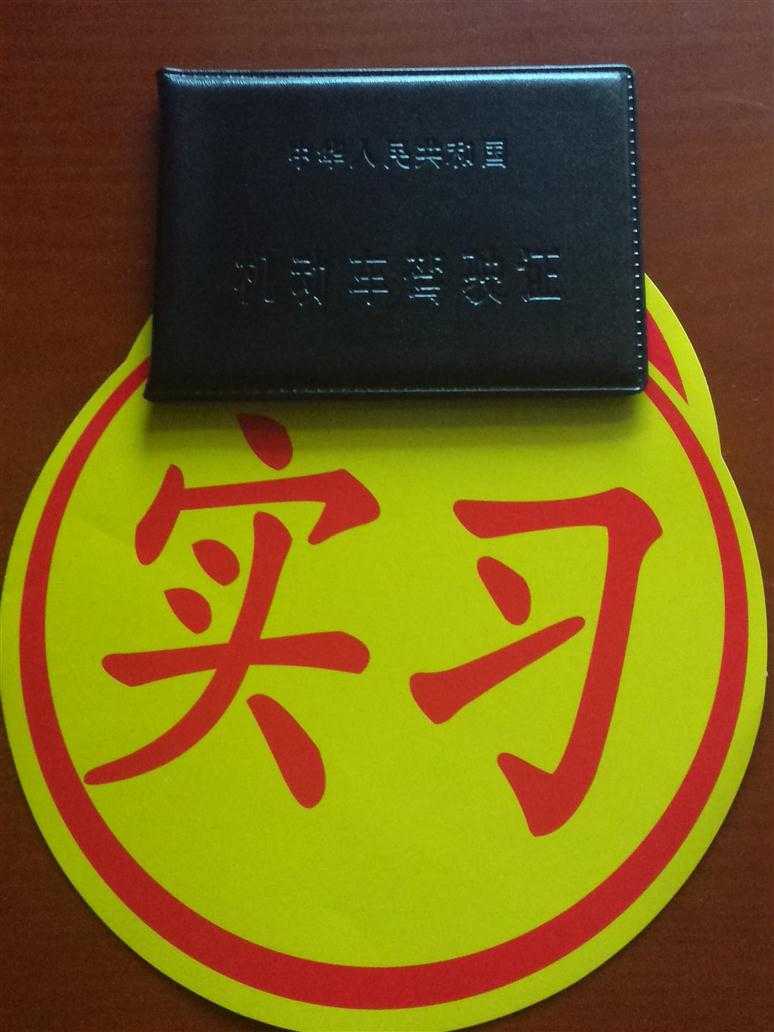 中华人民共和国
机动车驾驶证
实习